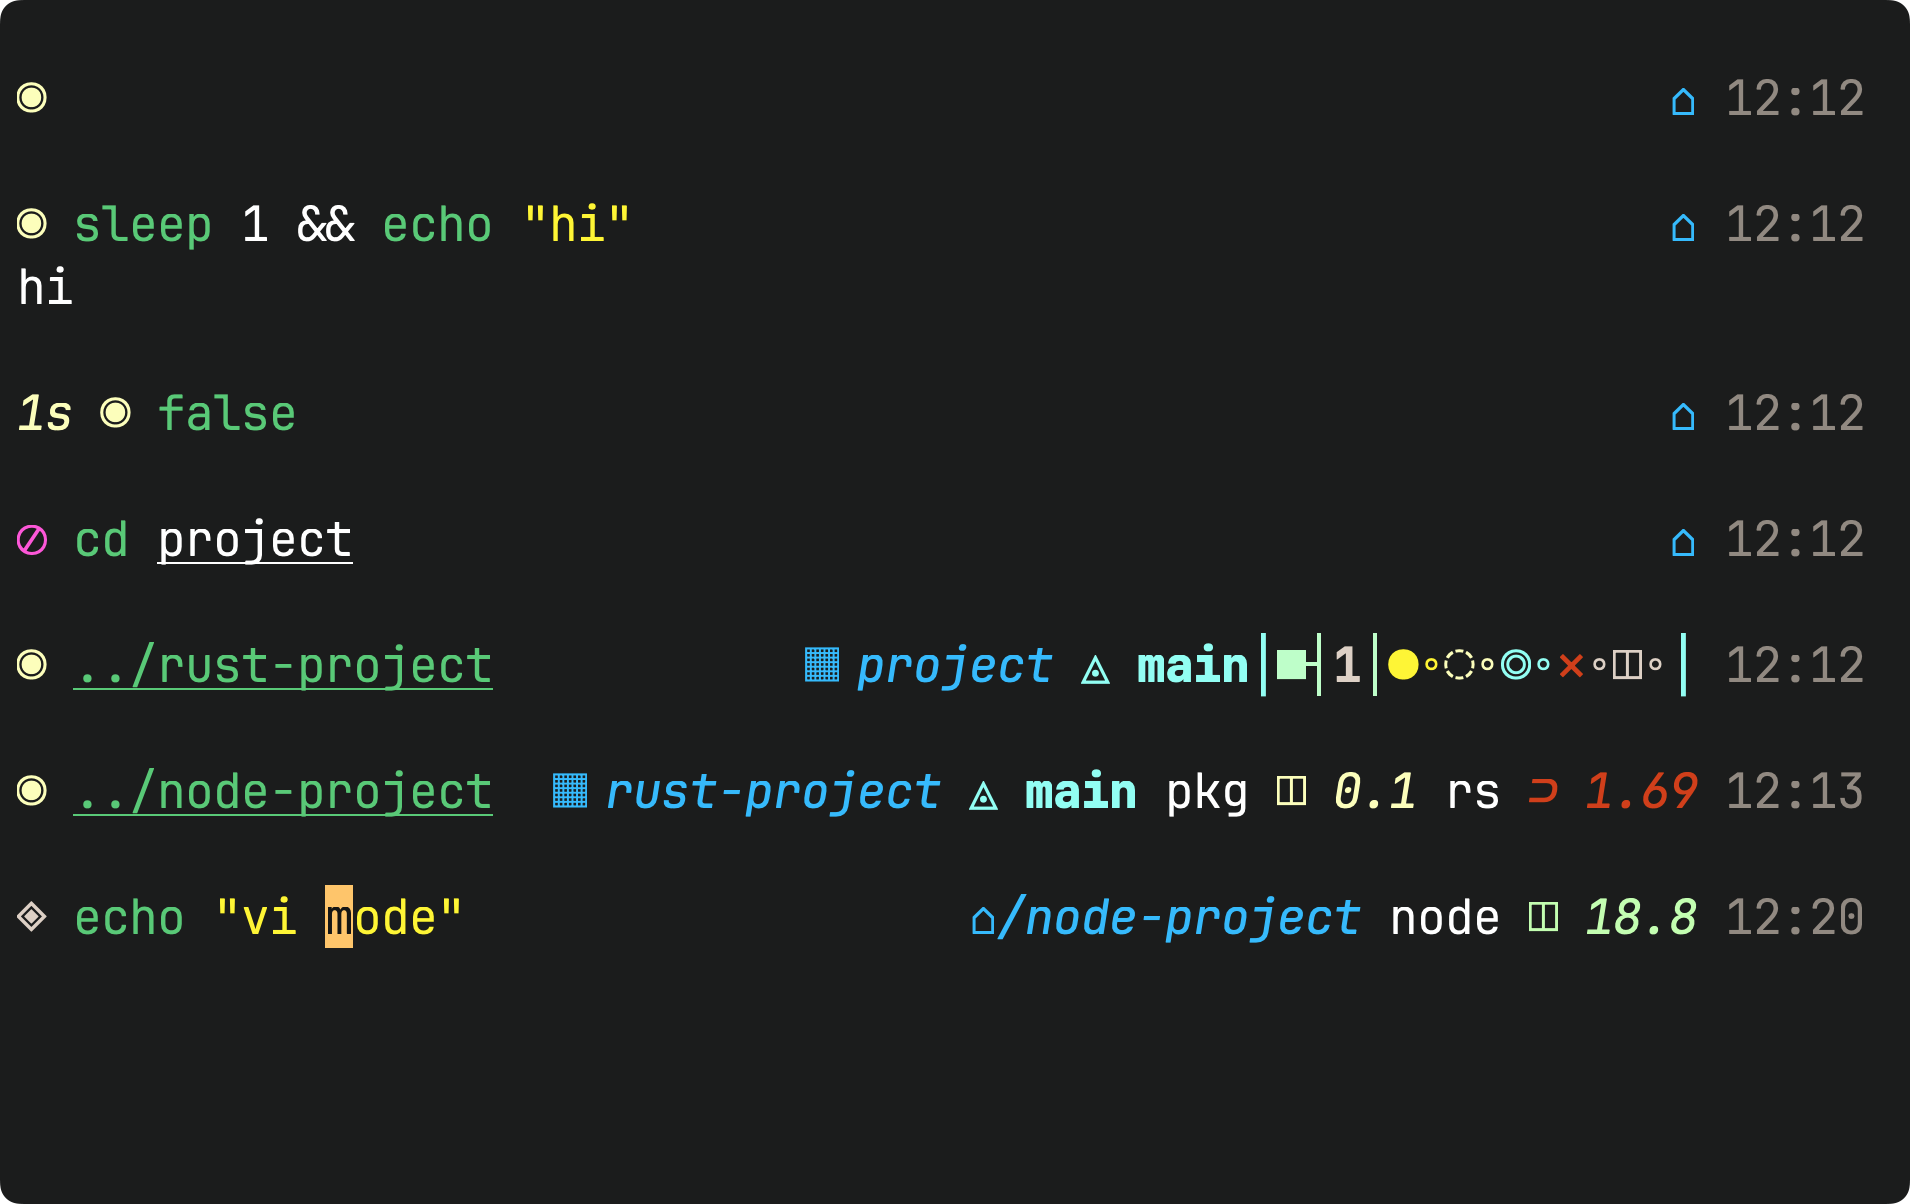 ◉ ⌂ 12:12
◉ sleep 1 && echo "hi" ⌂ 12:12
hi
1s ◉ false ⌂ 12:12
⊘ cd project ⌂ 12:12
◉ ../rust-project ▦ project ◬ main│■┤1│●◦◌◦◎◦×◦◫◦│ 12:12
◉ ../node-project ▦ rust-project ◬ main pkg ◫ 0.1 rs ⊃ 1.69 12:13
◈ echo "vi mode" ⌂/node-project node ◫ 18.8 12:20